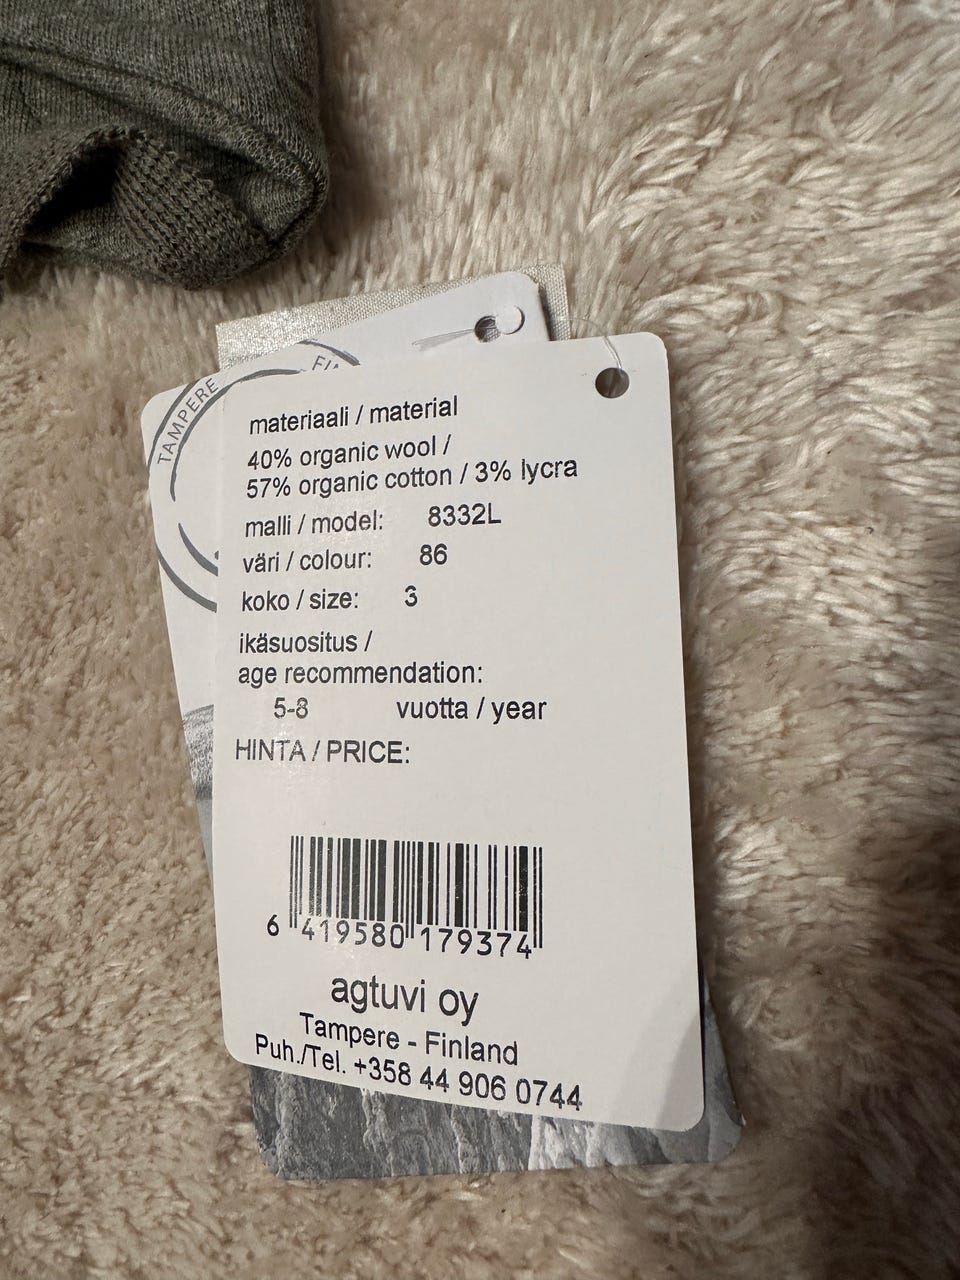 TAMPERE
materiaali / material
40% organic wool /
57% organic cotton / 3% lycra
malli / model: 8332L
väri / colour: 86
koko / size: 3
ikäsuositus /
age recommendation:
5-8 vuotta / year
HINTA / PRICE:
6 419580 179374
agtuvi oy
Tampere - Finland
Puh./Tel. +358 44 906 0744